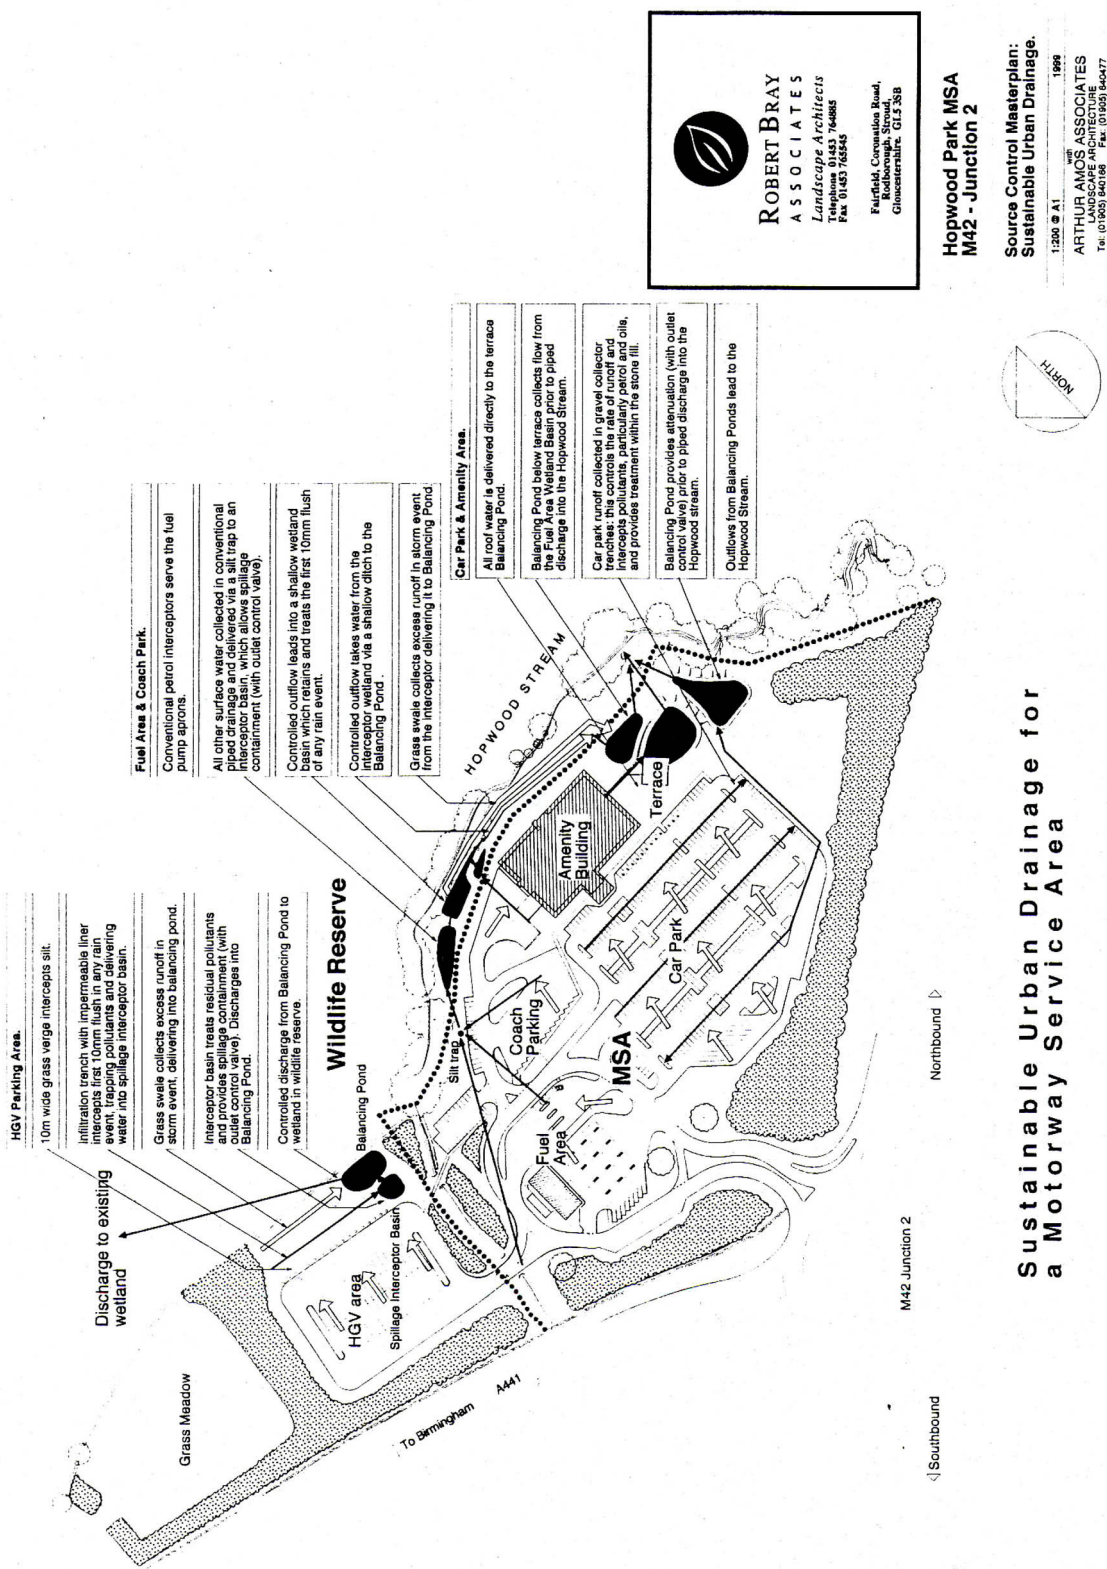 HGV Parking Area.
10m wide grass verge intercepts silt.
Infiltration trench with impermeable liner
intercepts first 10mm flush in any rain
event, trapping pollutants and delivering
water into spillage interceptor basin.
Grass swale collects excess runoff in
storm event, delivering into balancing pond.
Interceptor basin treats residual pollutants
and provides spillage containment (with
outlet control valve). Discharges into
Balancing Pond.
Controlled discharge from Balancing Pond to
wetland in wildlife reserve.
Fuel Area & Coach Park.
Conventional petrol interceptors serve the fuel
pump aprons.
All other surface water collected in conventional
piped drainage and delivered via a silt trap to an
interceptor basin, which allows spillage
containment (with outlet control valve).
Controlled outflow leads into a shallow wetland
basin which retains and treats the first 10mm flush
of any rain event.
Controlled outflow takes water from the
interceptor wetland via a shallow ditch to the
Balancing Pond .
Grass swale collects excess runoff in storm event
from the interceptor delivering it to Balancing Pond.
Car Park & Amenity Area.
All roof water is delivered directly to the terrace
Balancing Pond.
Balancing Pond below terrace collects flow from
the Fuel Area Wetland Basin prior to piped
discharge into the Hopwood Stream.
Car park runoff collected in gravel collector
trenches: this controls the rate of runoff and
intercepts pollutants, particularly petrol and oils,
and provides treatment within the stone fill.
Balancing Pond provides attenuation (with outlet
control valve) prior to piped discharge into the
Hopwood stream.
Outflows from Balancing Ponds lead to the
Hopwood Stream.
Discharge to existing
wetland
Grass Meadow
HGV area
Spillage Interceptor Basin
Balancing Pond
Wildlife Reserve
Silt trap
HOPWOOD STREAM
Coach
Parking
Fuel
Area
MSA
Amenity
Building
Terrace
Car Park
To Birmingham
A441
Southbound
M42 Junction 2
Northbound
NORTH
ROBERT BRAY
ASSOCIATES
Landscape Architects
Telephone 01453 764885
Fax 01453 765545
Fairfield, Coronation Road,
Rodborough, Stroud,
Gloucestershire. GL5 3SB
Hopwood Park MSA
M42 - Junction 2
Source Control Masterplan:
Sustainable Urban Drainage.
1:200 @ A1 1999
with
ARTHUR AMOS ASSOCIATES
LANDSCAPE ARCHITECTURE
Tel: (01905) 840166 Fax: (01905) 840477
Sustainable Urban Drainage for
a Motorway Service Area